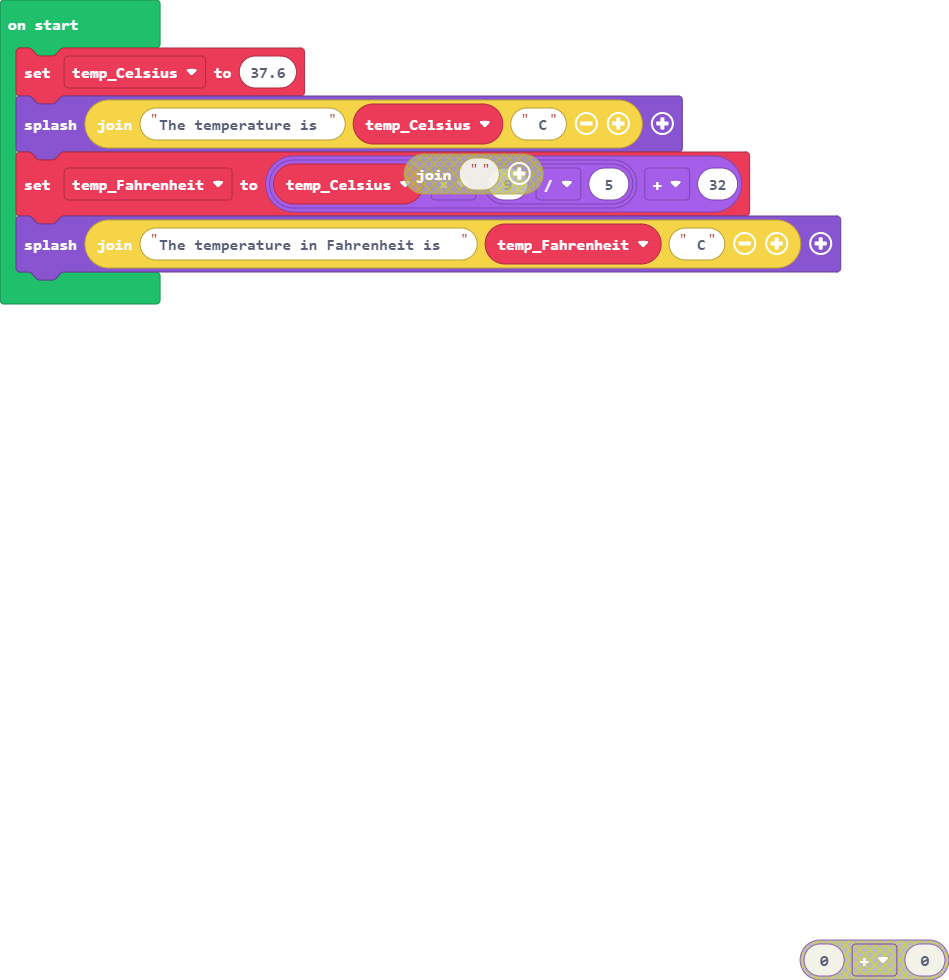 on start
set temp_Celsius to 37.6
splash join "The temperature is " temp_Celsius " C"
set temp_Fahrenheit to temp_Celsius × 9 / 5 + 32
join " "
splash join "The temperature in Fahrenheit is " temp_Fahrenheit " C"
0 + 0